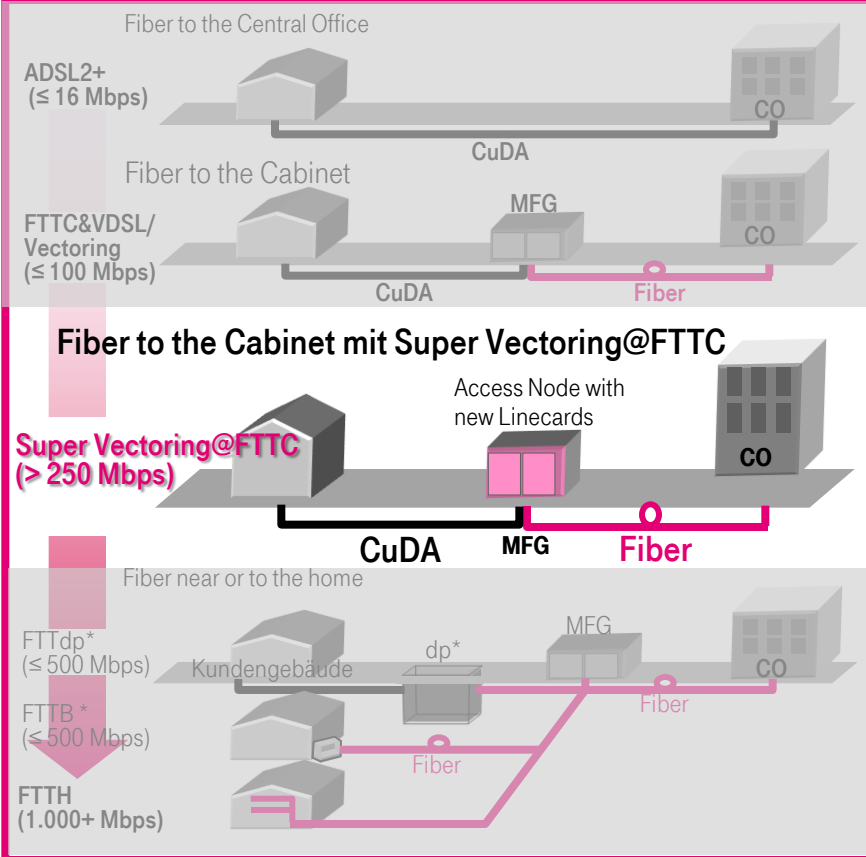 Fiber to the Central Office
ADSL2+
(≤ 16 Mbps)
CO
CuDA
Fiber to the Cabinet
FTTC&VDSL/
Vectoring
(≤ 100 Mbps)
MFG
CO
CuDA
Fiber
Fiber to the Cabinet mit Super Vectoring@FTTC
Access Node with
new Linecards
Super Vectoring@FTTC
(> 250 Mbps)
CO
CuDA
MFG
Fiber
Fiber near or to the home
FTTdp*
(≤ 500 Mbps)
Kundengebäude
dp*
MFG
CO
Fiber
FTTB *
(≤ 500 Mbps)
Fiber
FTTH
(1.000+ Mbps)